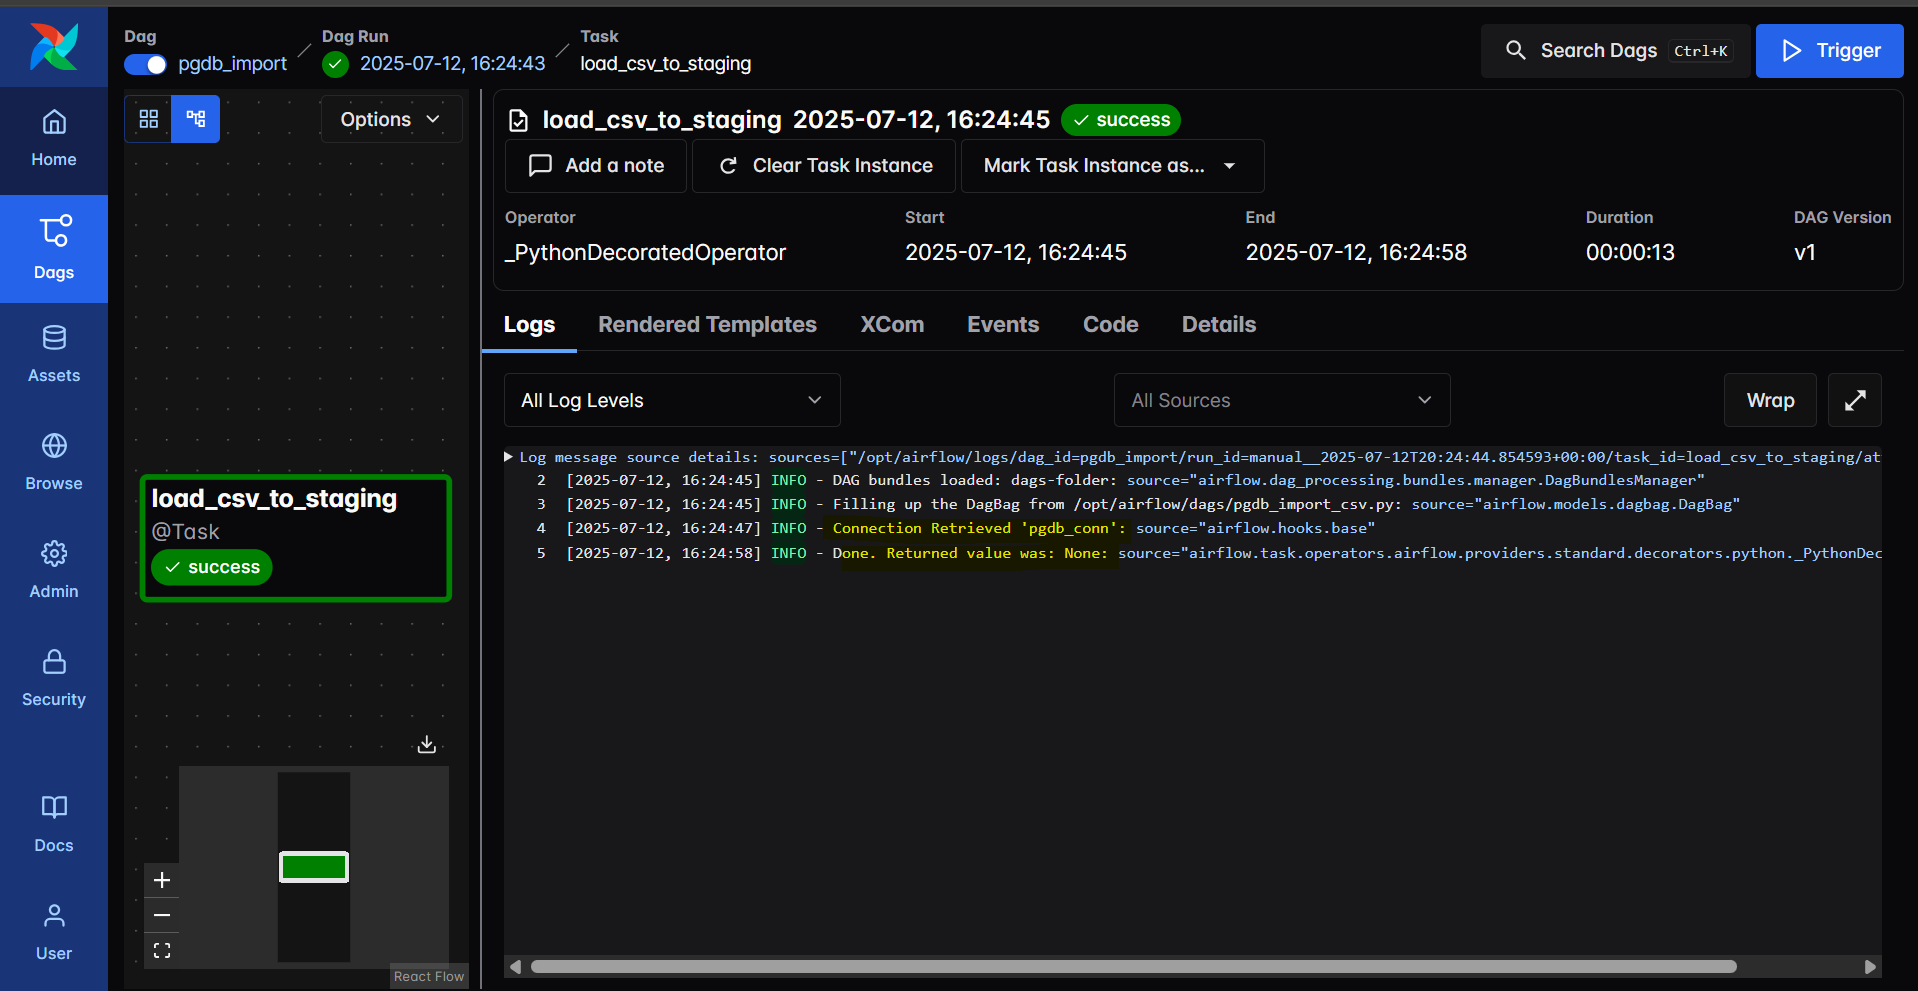 Dag
pgdb_import
Dag Run
2025-07-12, 16:24:43
Task
load_csv_to_staging
Search Dags Ctrl+K
Trigger
Home
Dags
Assets
Browse
Admin
Security
Docs
User
Options
load_csv_to_staging
@Task
success
React Flow
load_csv_to_staging 2025-07-12, 16:24:45 success
Add a note
Clear Task Instance
Mark Task Instance as...
Operator Start End Duration DAG Version
_PythonDecoratedOperator 2025-07-12, 16:24:45 2025-07-12, 16:24:58 00:00:13 v1
Logs Rendered Templates XCom Events Code Details
All Log Levels All Sources Wrap
Log message source details: sources=["/opt/airflow/logs/dag_id=pgdb_import/run_id=manual__2025-07-12T20:24:44.854593+00:00/task_id=load_csv_to_staging/at
2 [2025-07-12, 16:24:45] INFO - DAG bundles loaded: dags-folder: source="airflow.dag_processing.bundles.manager.DagBundlesManager"
3 [2025-07-12, 16:24:45] INFO - Filling up the DagBag from /opt/airflow/dags/pgdb_import_csv.py: source="airflow.models.dagbag.DagBag"
4 [2025-07-12, 16:24:47] INFO - Connection Retrieved 'pgdb_conn': source="airflow.hooks.base"
5 [2025-07-12, 16:24:58] INFO - Done. Returned value was: None: source="airflow.task.operators.airflow.providers.standard.decorators.python._PythonDec